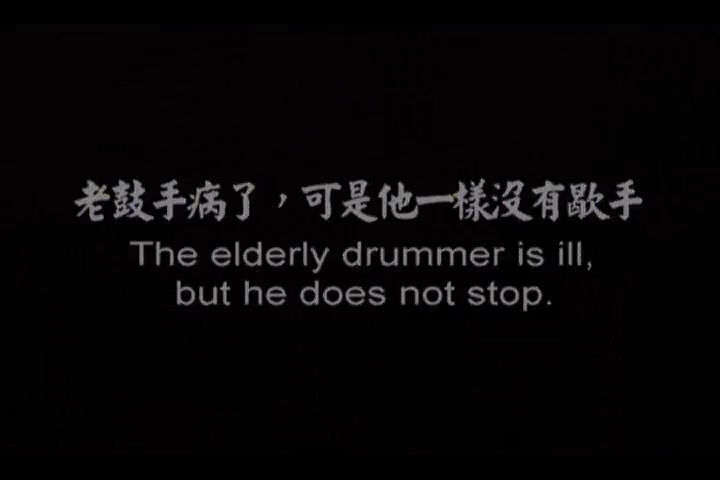 老鼓手病了，可是他一樣沒有歇手
The elderly drummer is ill,
but he does not stop.